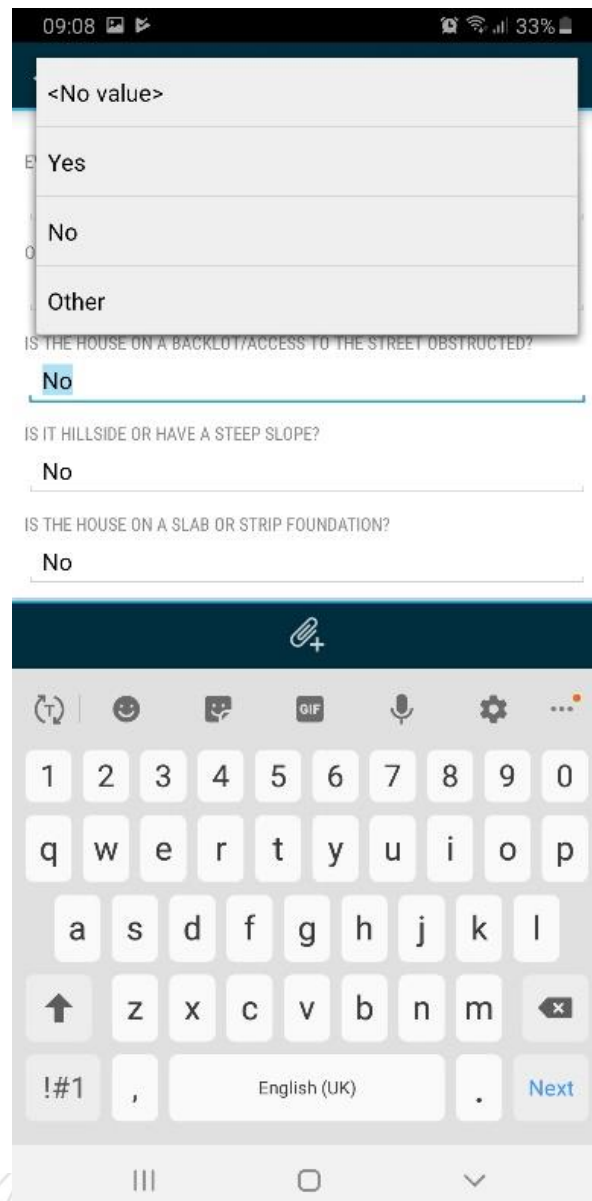 09:08 33%
<No value>
Yes
No
Other
IS THE HOUSE ON A BACKLOT/ACCESS TO THE STREET OBSTRUCTED?
No
IS IT HILLSIDE OR HAVE A STEEP SLOPE?
No
IS THE HOUSE ON A SLAB OR STRIP FOUNDATION?
No
T GIF
1 2 3 4 5 6 7 8 9 0
q w e r t y u i o p
a s d f g h j k l
z x c v b n m
!#1 , English (UK) . Next